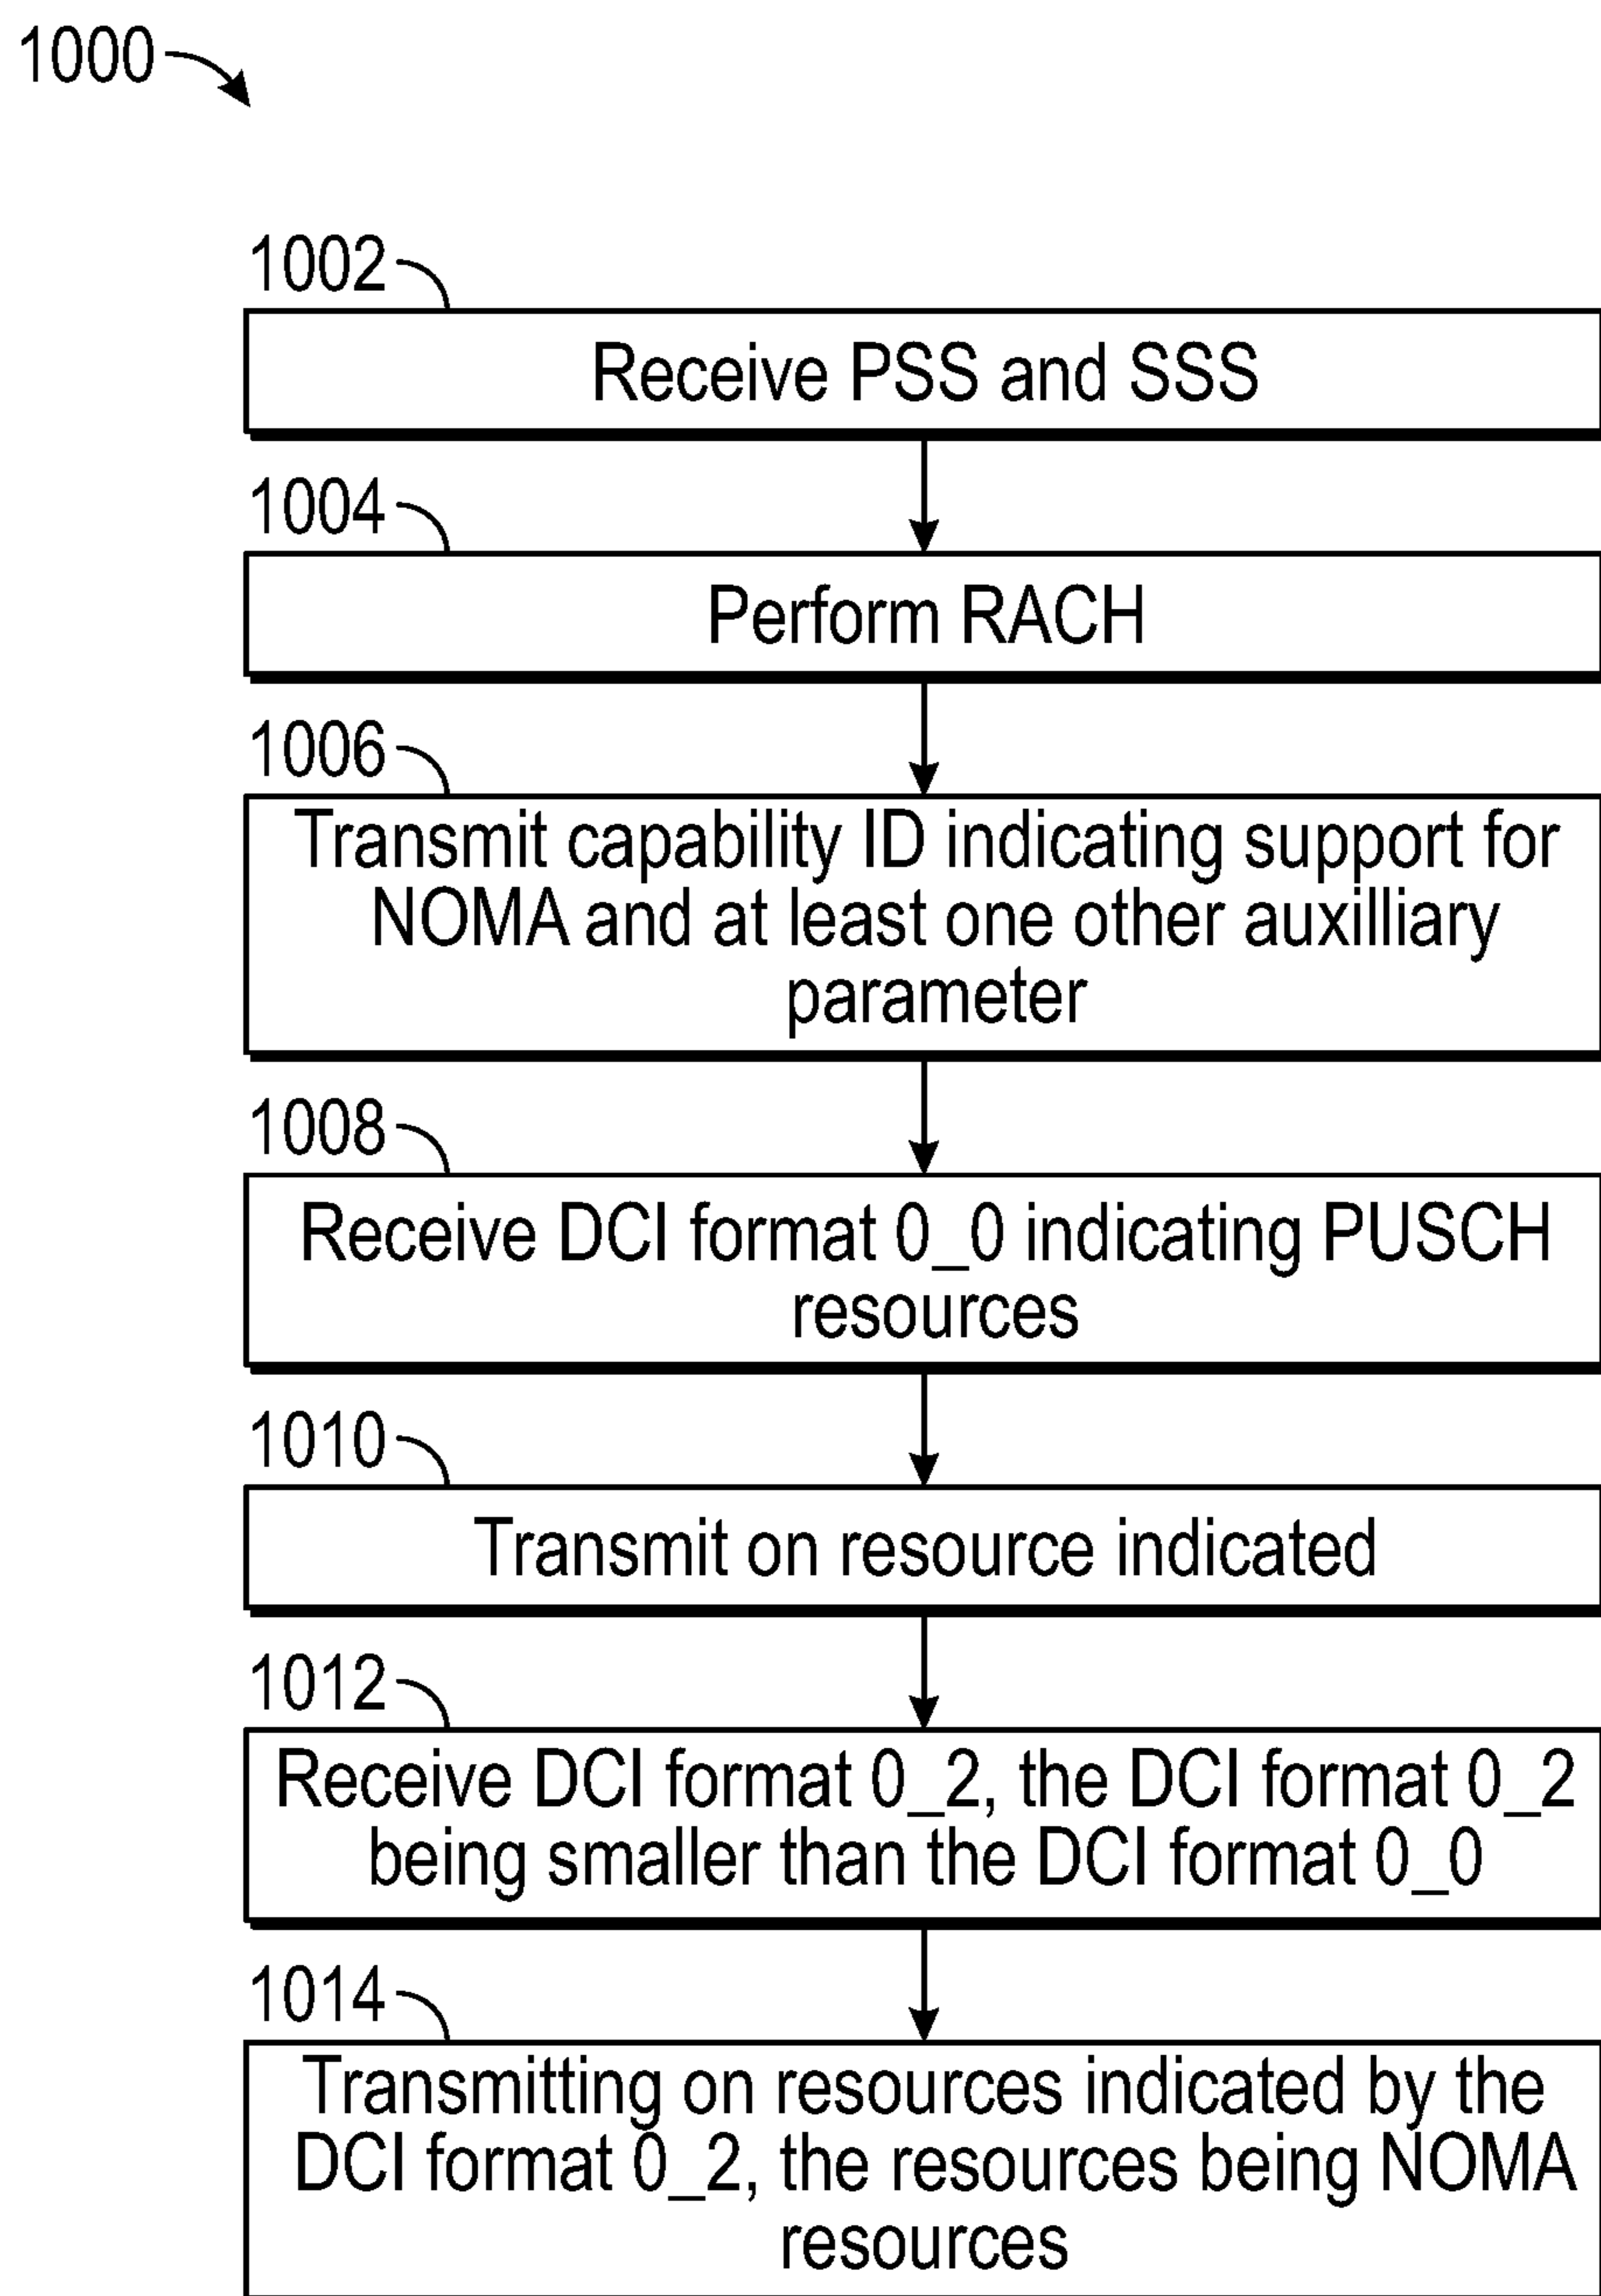 1000
1002
Receive PSS and SSS
1004
Perform RACH
1006
Transmit capability ID indicating support for
NOMA and at least one other auxilliary
parameter
1008
Receive DCI format 0_0 indicating PUSCH
resources
1010
Transmit on resource indicated
1012
Receive DCI format 0_2, the DCI format 0_2
being smaller than the DCI format 0_0
1014
Transmitting on resources indicated by the
DCI format 0_2, the resources being NOMA
resources